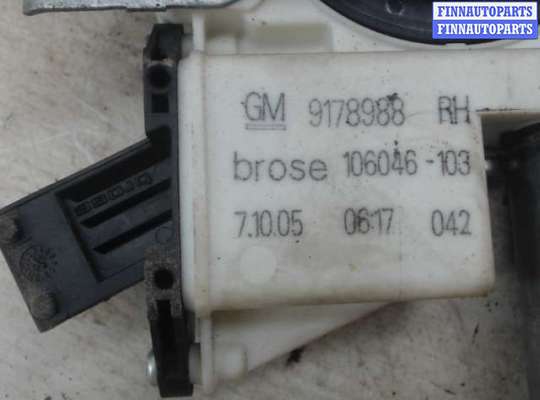 FINNAUTOPARTS
FINNAUTOPARTS
GM 9178988 RH
brose 106046-103
7.10.05 06:17 042